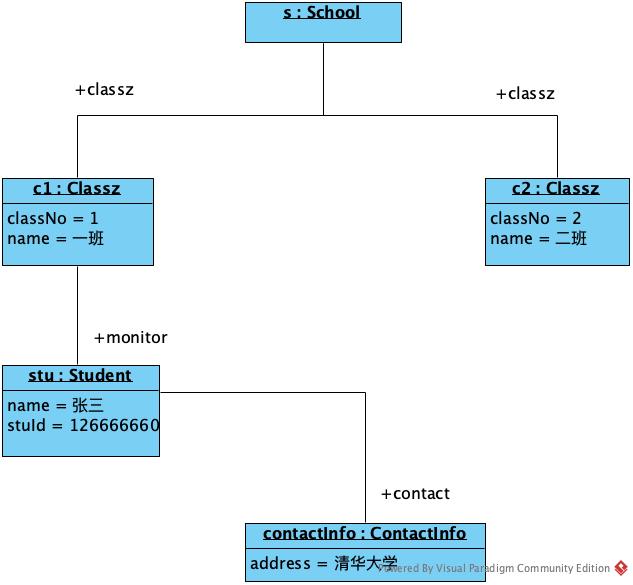 s : School
+classz
+classz
c1 : Classz
classNo = 1
name = 一班
c2 : Classz
classNo = 2
name = 二班
+monitor
stu : Student
name = 张三
stuId = 126666660
+contact
contactInfo : ContactInfo
address = 清华大学
Powered By Visual Paradigm Community Edition